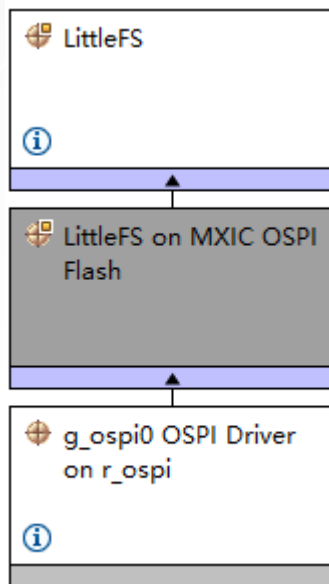 LittleFS
LittleFS on MXIC OSPI
Flash
g_ospi0 OSPI Driver
on r_ospi